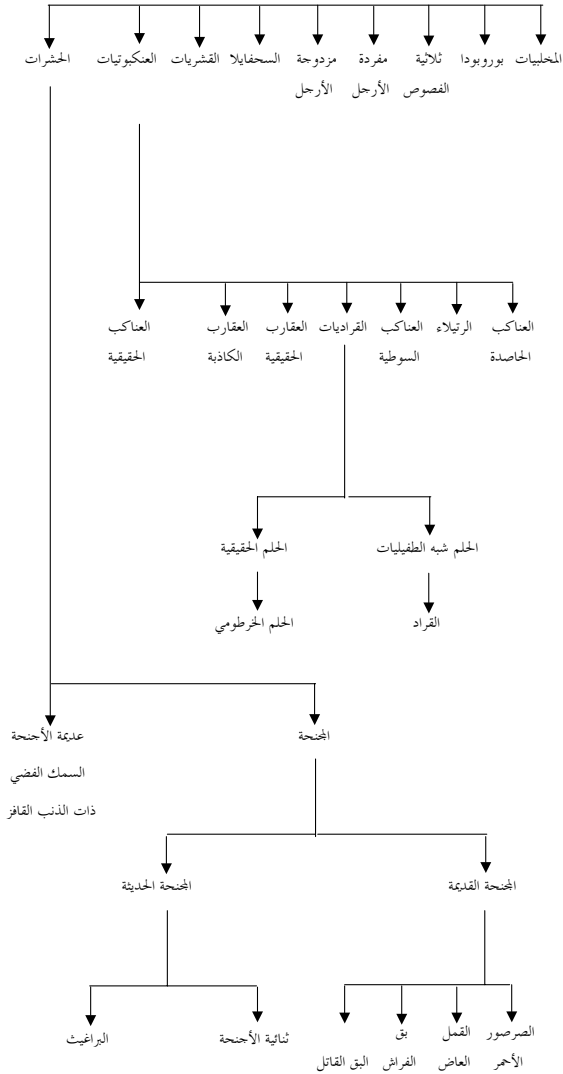 المخلبيات بوروبودا ثلاثية مفردة مزدوجة السحفايلا القشريات العنكبوتيات الحشرات
الفصوص الأرجل الأرجل
العناكب الرتيلاء العناكب القراديات العقارب العقارب العناكب
الحاصدة السوطية الحقيقية الكاذبة الحقيقية
الحلم شبه الطفيليات الحلم الحقيقية
القراد الحلم الخرطومي
المجنحة عديمة الأجنحة
السمك الفضي
ذات الذنب القافز
المجنحة القديمة المجنحة الحديثة
الصرصور القمل بق ثنائية الأجنحة البراغيث
الأحمر العاض الفراش البق القاتل